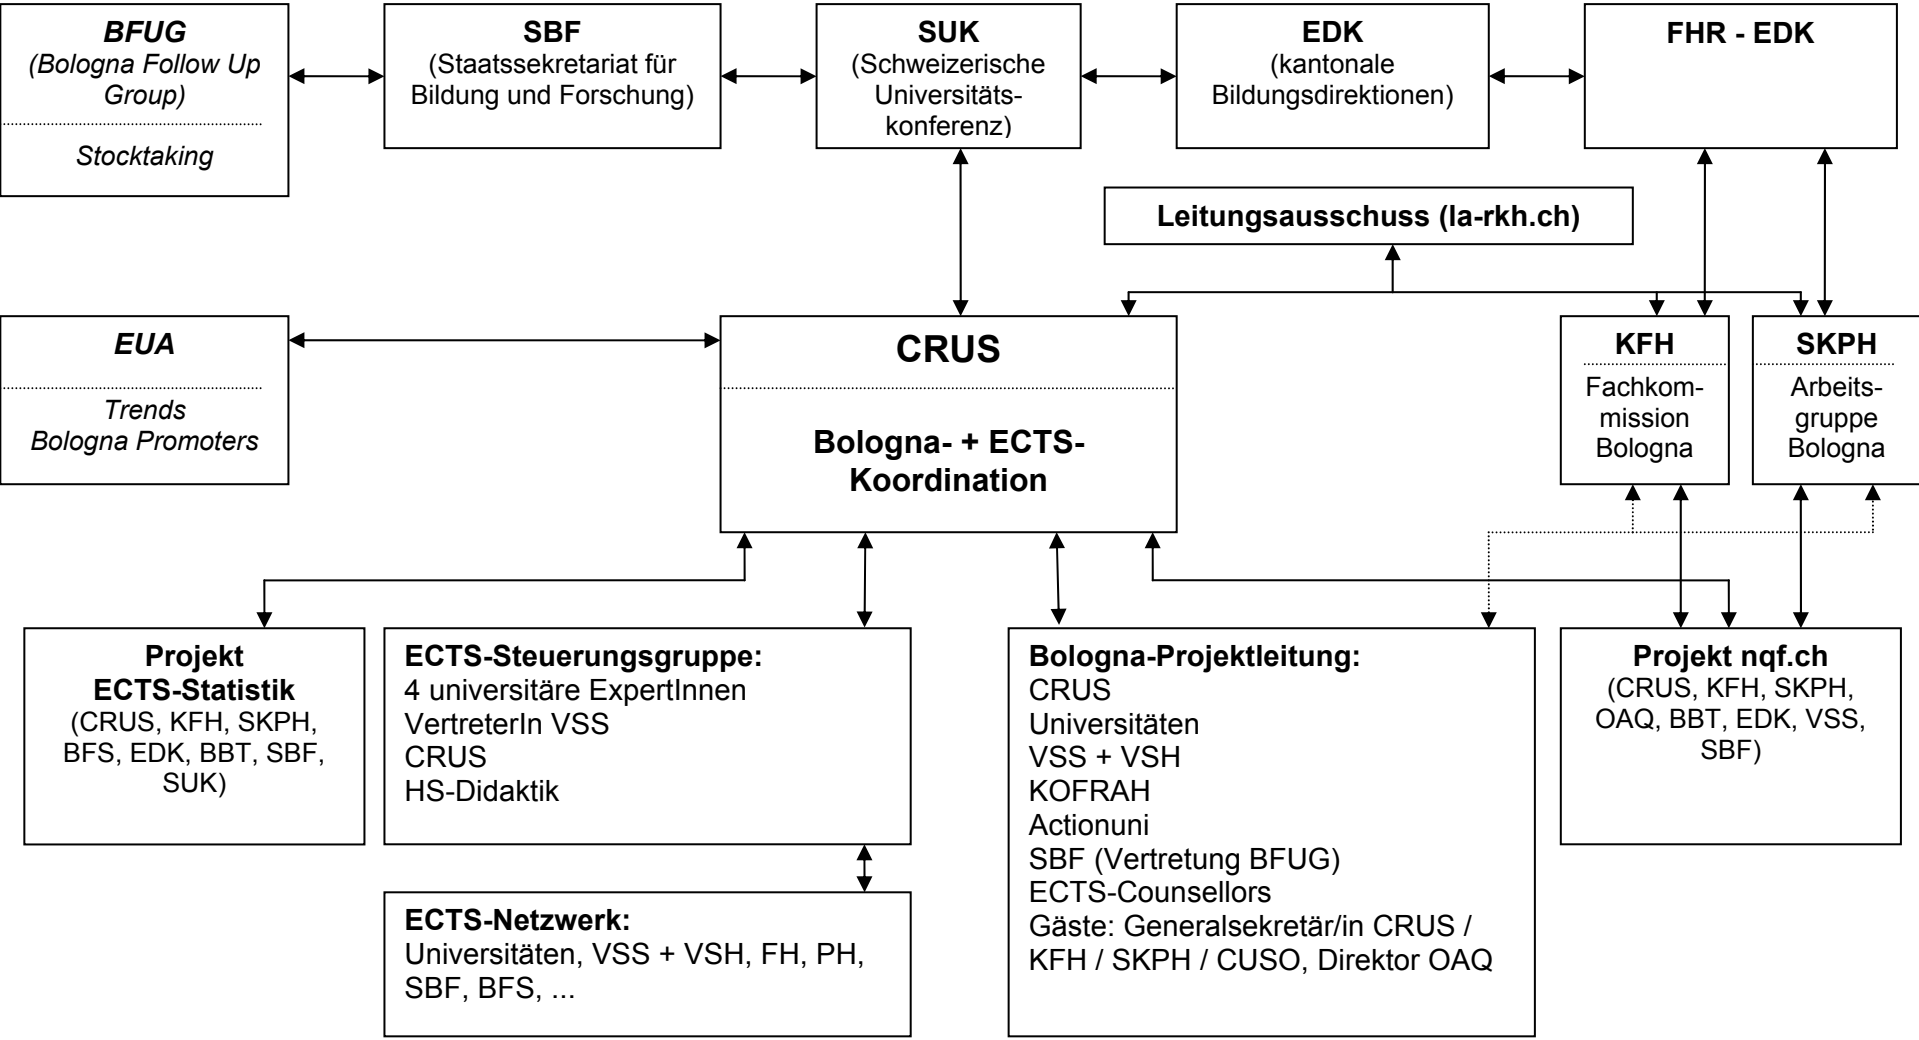 BFUG
(Bologna Follow Up
Group)
Stocktaking
SBF
(Staatssekretariat für
Bildung und Forschung)
SUK
(Schweizerische
Universitäts-
konferenz)
EDK
(kantonale
Bildungsdirektionen)
FHR - EDK
Leitungsausschuss (la-rkh.ch)
EUA
Trends
Bologna Promoters
CRUS
Bologna- + ECTS-
Koordination
KFH
Fachkom-
mission
Bologna
SKPH
Arbeits-
gruppe
Bologna
Projekt
ECTS-Statistik
(CRUS, KFH, SKPH,
BFS, EDK, BBT, SBF,
SUK)
ECTS-Steuerungsgruppe:
4 universitäre ExpertInnen
VertreterIn VSS
CRUS
HS-Didaktik
ECTS-Netzwerk:
Universitäten, VSS + VSH, FH, PH,
SBF, BFS, ...
Bologna-Projektleitung:
CRUS
Universitäten
VSS + VSH
KOFRAH
Actionuni
SBF (Vertretung BFUG)
ECTS-Counsellors
Gäste: Generalsekretär/in CRUS /
KFH / SKPH / CUSO, Direktor OAQ
Projekt nqf.ch
(CRUS, KFH, SKPH,
OAQ, BBT, EDK, VSS,
SBF)